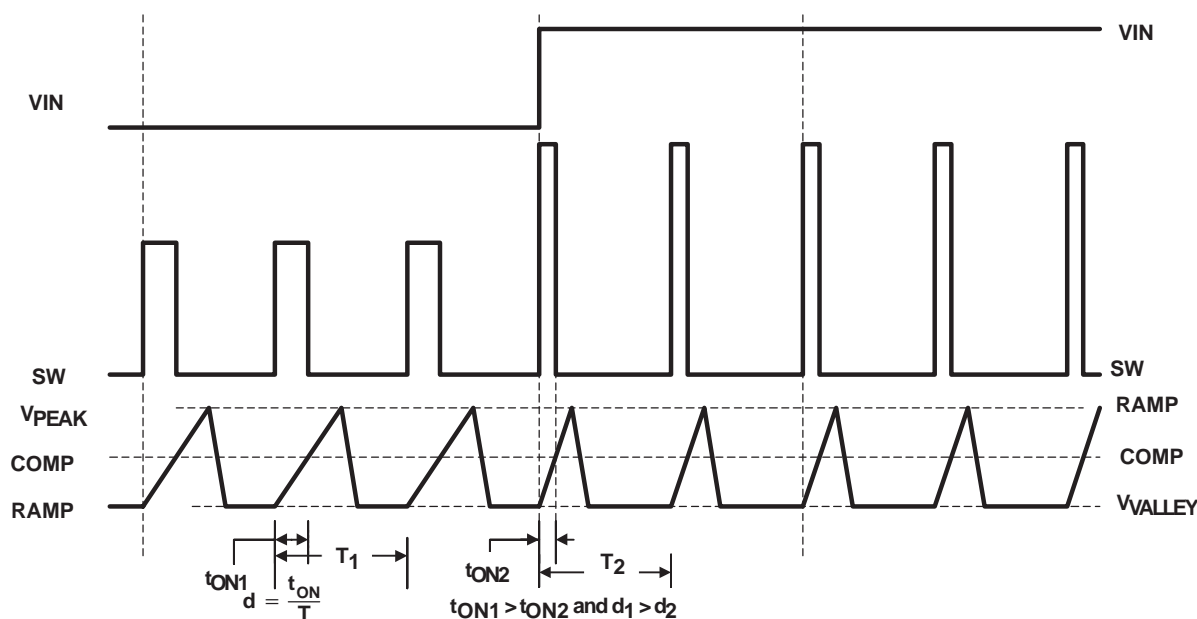 VIN
VIN
SW
SW
VPEAK
RAMP
COMP
COMP
RAMP
VVALLEY
tON1
T1
tON2
T2
d = tON/T
tON1 > tON2 and d1 > d2